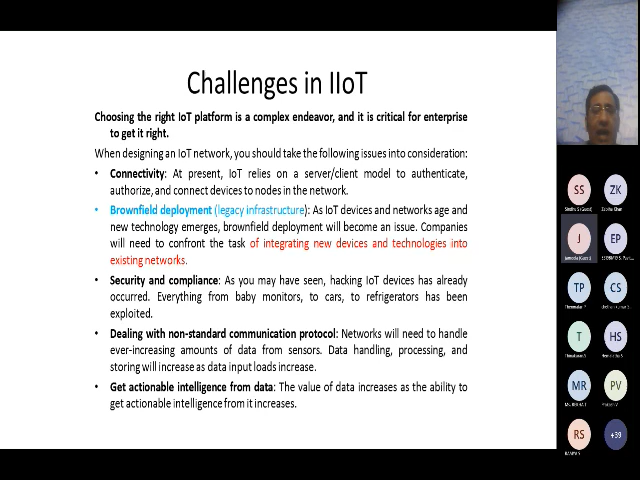 Challenges in IIoT
Choosing the right IoT platform is a complex endeavor, and it is critical for enterprise
to get it right.
When designing an IoT network, you should take the following issues into consideration:
• Connectivity: At present, IoT relies on a server/client model to authenticate,
authorize, and connect devices to nodes in the network.
• Brownfield deployment (legacy infrastructure): As IoT devices and networks age and
new technology emerges, brownfield deployment will become an issue. Companies
will need to confront the task of integrating new devices and technologies into
existing networks.
• Security and compliance: As you may have seen, hacking IoT devices has already
occurred. Everything from baby monitors, to cars, to refrigerators has been
exploited.
• Dealing with non-standard communication protocol: Networks will need to handle
ever-increasing amounts of data from sensors. Data handling, processing, and
storing will increase as data input loads increase.
• Get actionable intelligence from data: The value of data increases as the ability to
get actionable intelligence from it increases.
SS
ZK
J
EP
TP
CS
T
HS
MR
PV
RS
+39